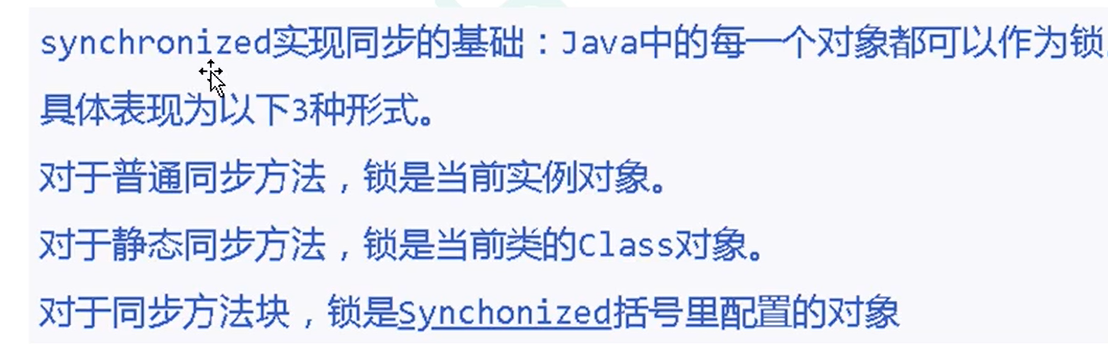 synchronized实现同步的基础：Java中的每一个对象都可以作为锁.
具体表现为以下3种形式。
对于普通同步方法，锁是当前实例对象。
对于静态同步方法，锁是当前类的Class对象。
对于同步方法块，锁是Synchonized括号里配置的对象